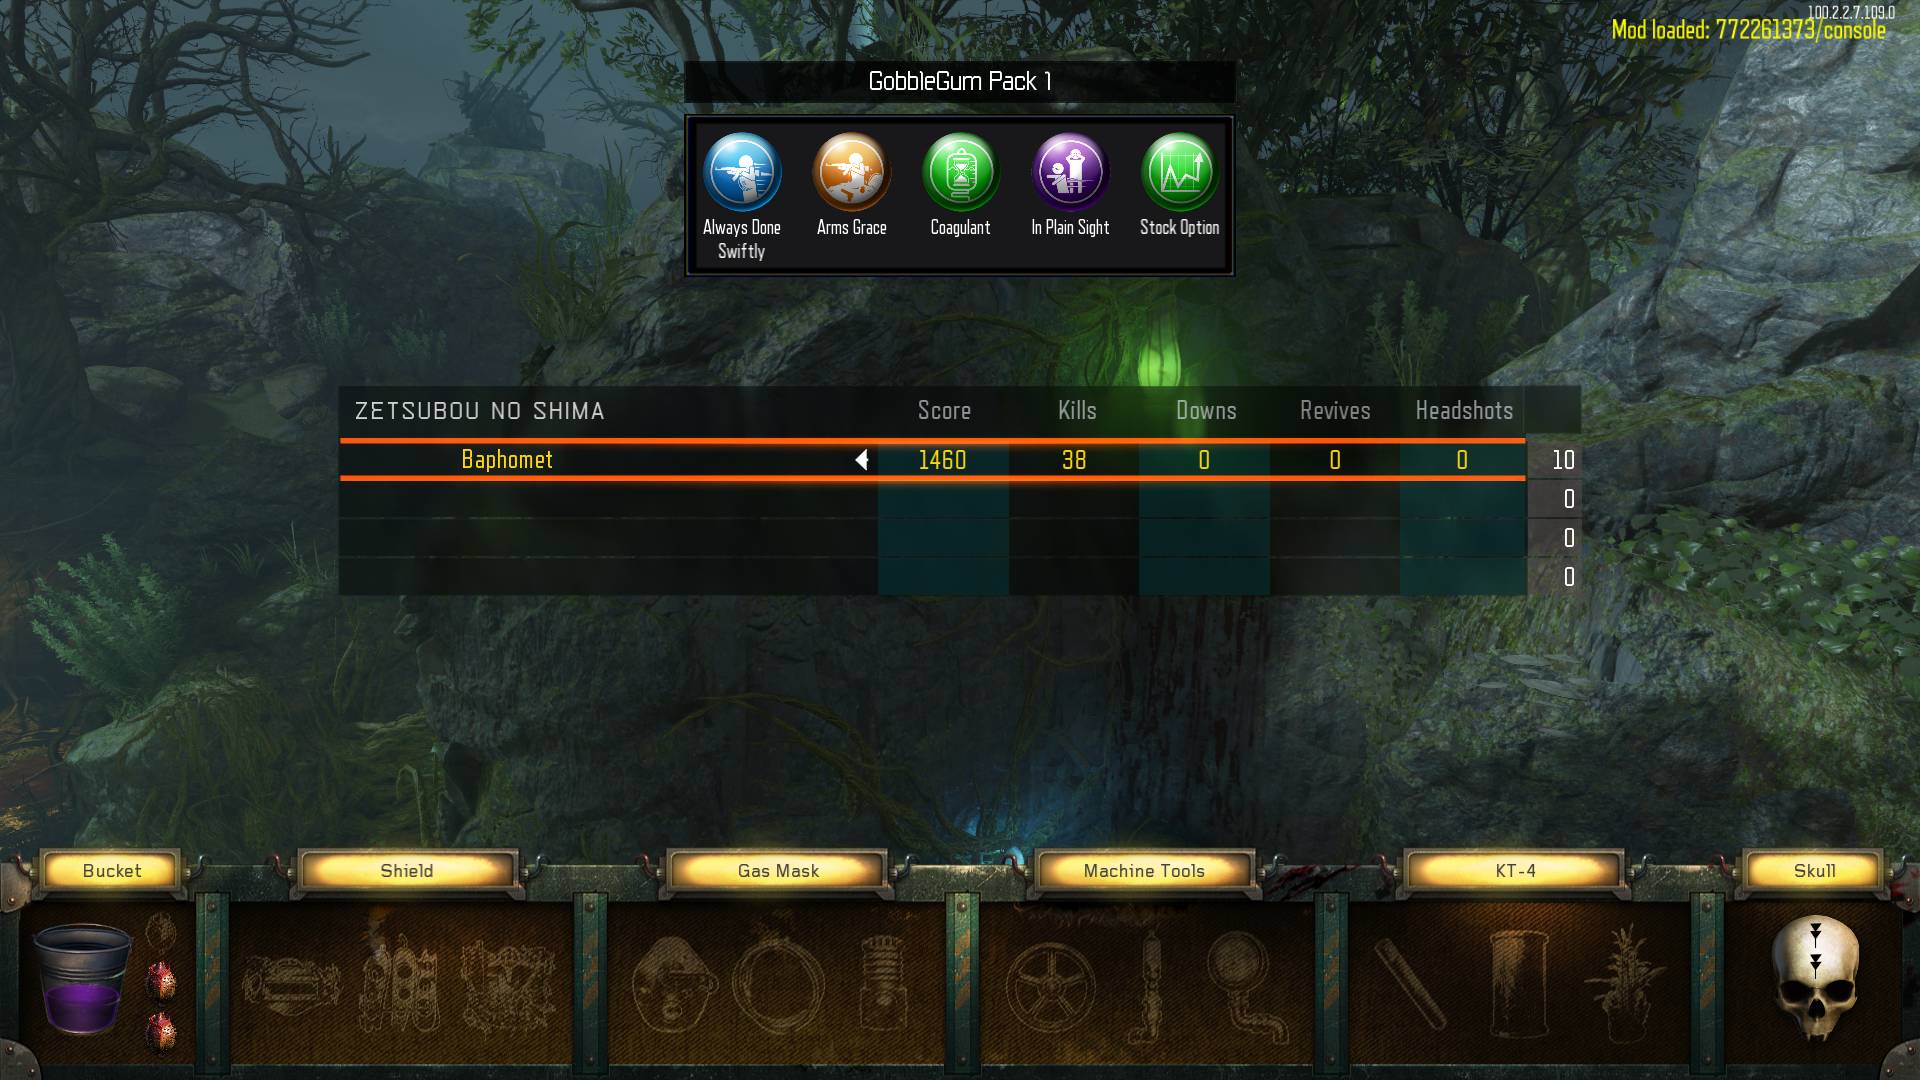 100.2.2.7.109.0
Mod loaded: 772261373/console
GobbleGum Pack 1
Always Done Swiftly
Arms Grace
Coagulant
In Plain Sight
Stock Option
ZETSUBOU NO SHIMA Score Kills Downs Revives Headshots
Baphomet 1460 38 0 0 0 10
0
0
0
Bucket Shield Gas Mask Machine Tools KT-4 Skull